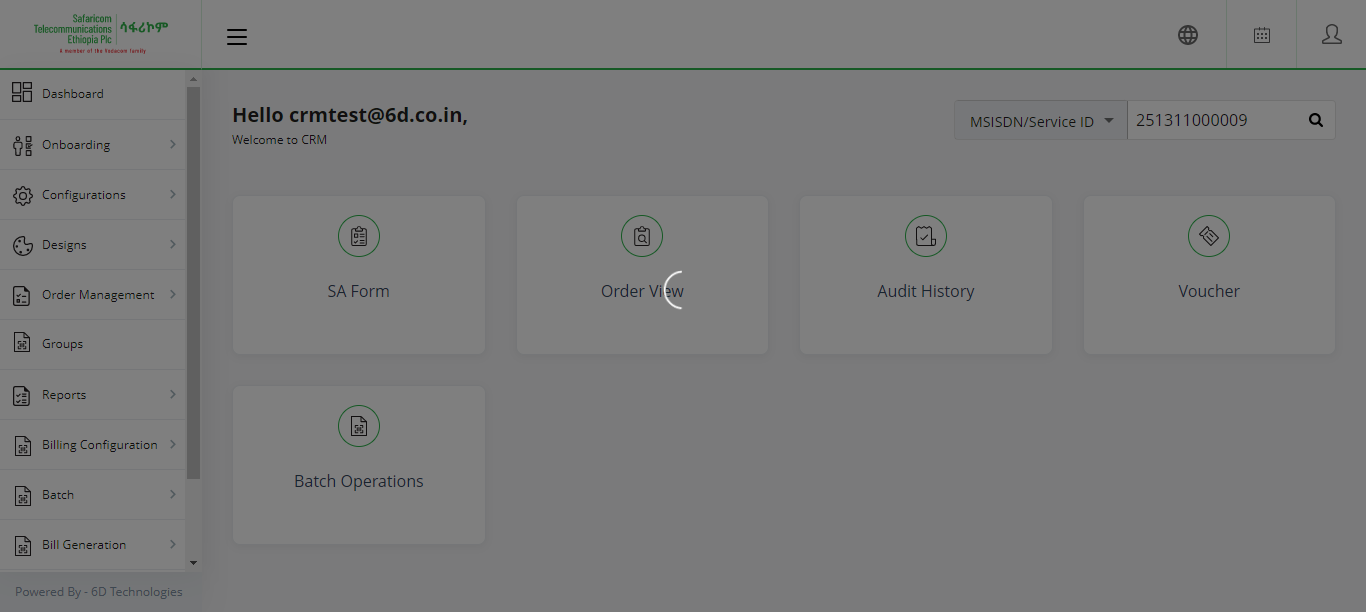 Safaricom
Telecommunications
Ethiopia Plc
ሳፋሪኮም
A member of the Vodacom family
Dashboard
Onboarding
Configurations
Designs
Order Management
Groups
Reports
Billing Configuration
Batch
Bill Generation
Powered By - 6D Technologies
Hello crmtest@6d.co.in,
Welcome to CRM
MSISDN/Service ID
251311000009
SA Form
Order View
Audit History
Voucher
Batch Operations